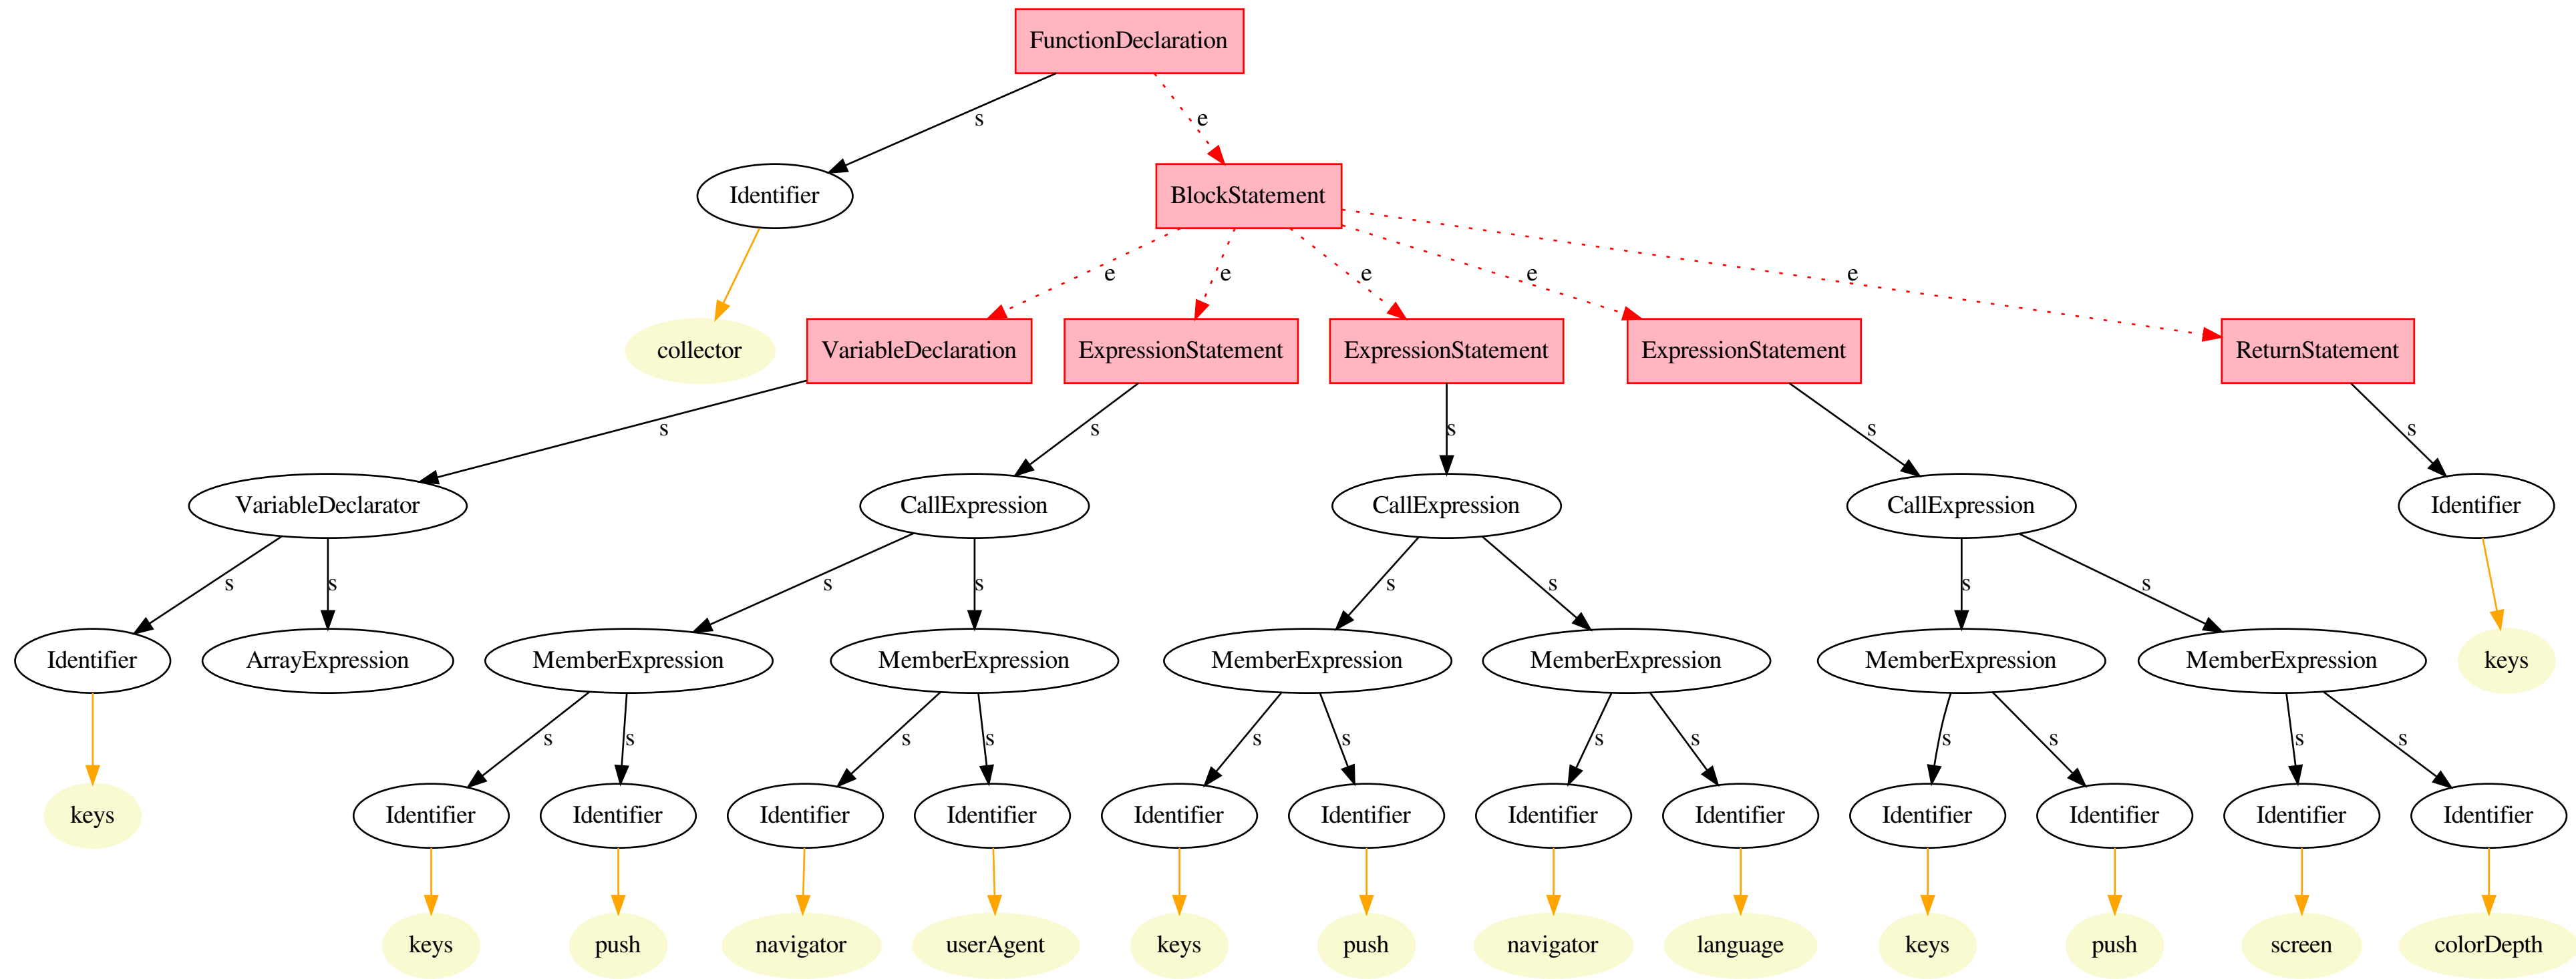 FunctionDeclaration
s
e
Identifier
BlockStatement
e
e
e
e
e
collector
VariableDeclaration
ExpressionStatement
ExpressionStatement
ExpressionStatement
ReturnStatement
s
s
s
s
s
VariableDeclarator
CallExpression
CallExpression
CallExpression
Identifier
s
s
s
s
s
s
s
s
Identifier
ArrayExpression
MemberExpression
MemberExpression
MemberExpression
MemberExpression
MemberExpression
MemberExpression
keys
s
s
s
s
s
s
s
s
s
s
s
s
keys
Identifier
Identifier
Identifier
Identifier
Identifier
Identifier
Identifier
Identifier
Identifier
Identifier
Identifier
Identifier
keys
push
navigator
userAgent
keys
push
navigator
language
keys
push
screen
colorDepth